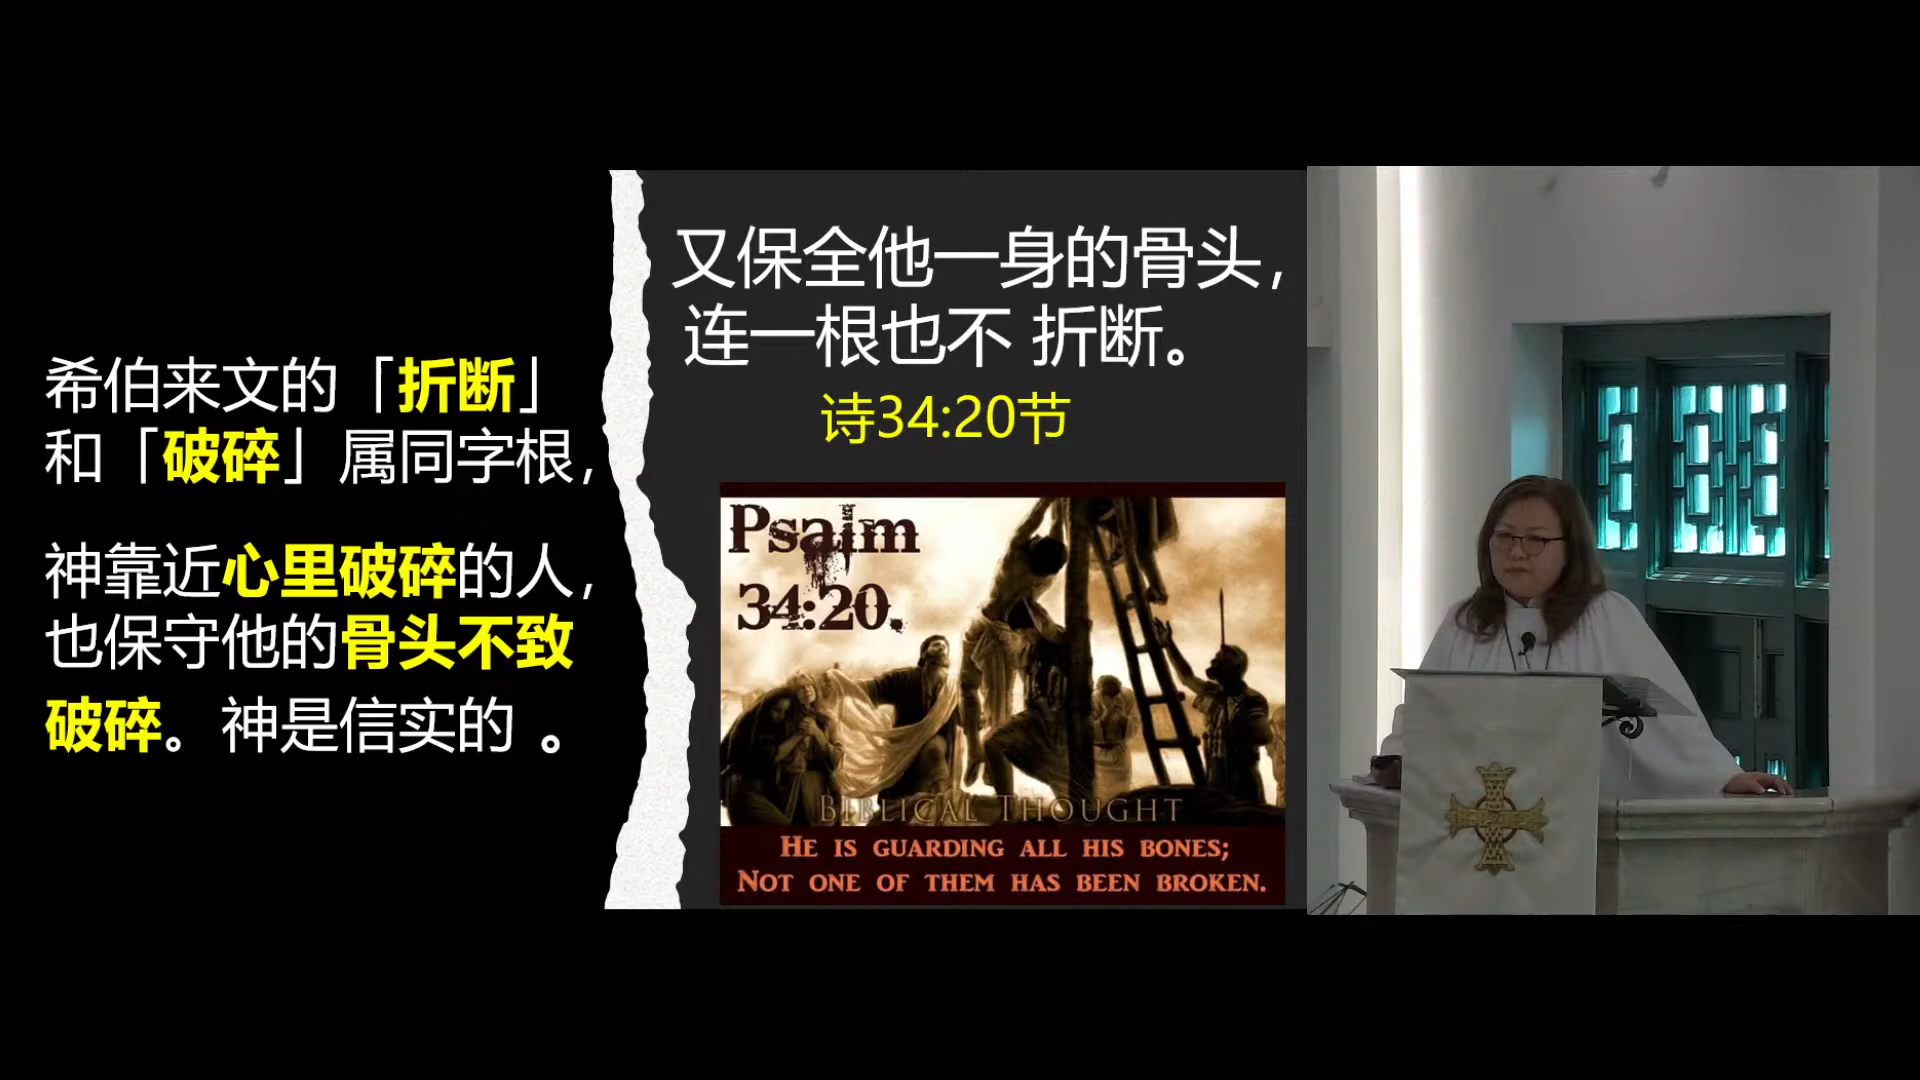 希伯来文的「折断」
和「破碎」属同字根，
神靠近心里破碎的人，
也保守他的骨头不致
破碎。神是信实的 。
又保全他一身的骨头，
连一根也不 折断。
诗34:20节
Psalm
34:20.
BIBLICAL THOUGHT
HE IS GUARDING ALL HIS BONES;
NOT ONE OF THEM HAS BEEN BROKEN.